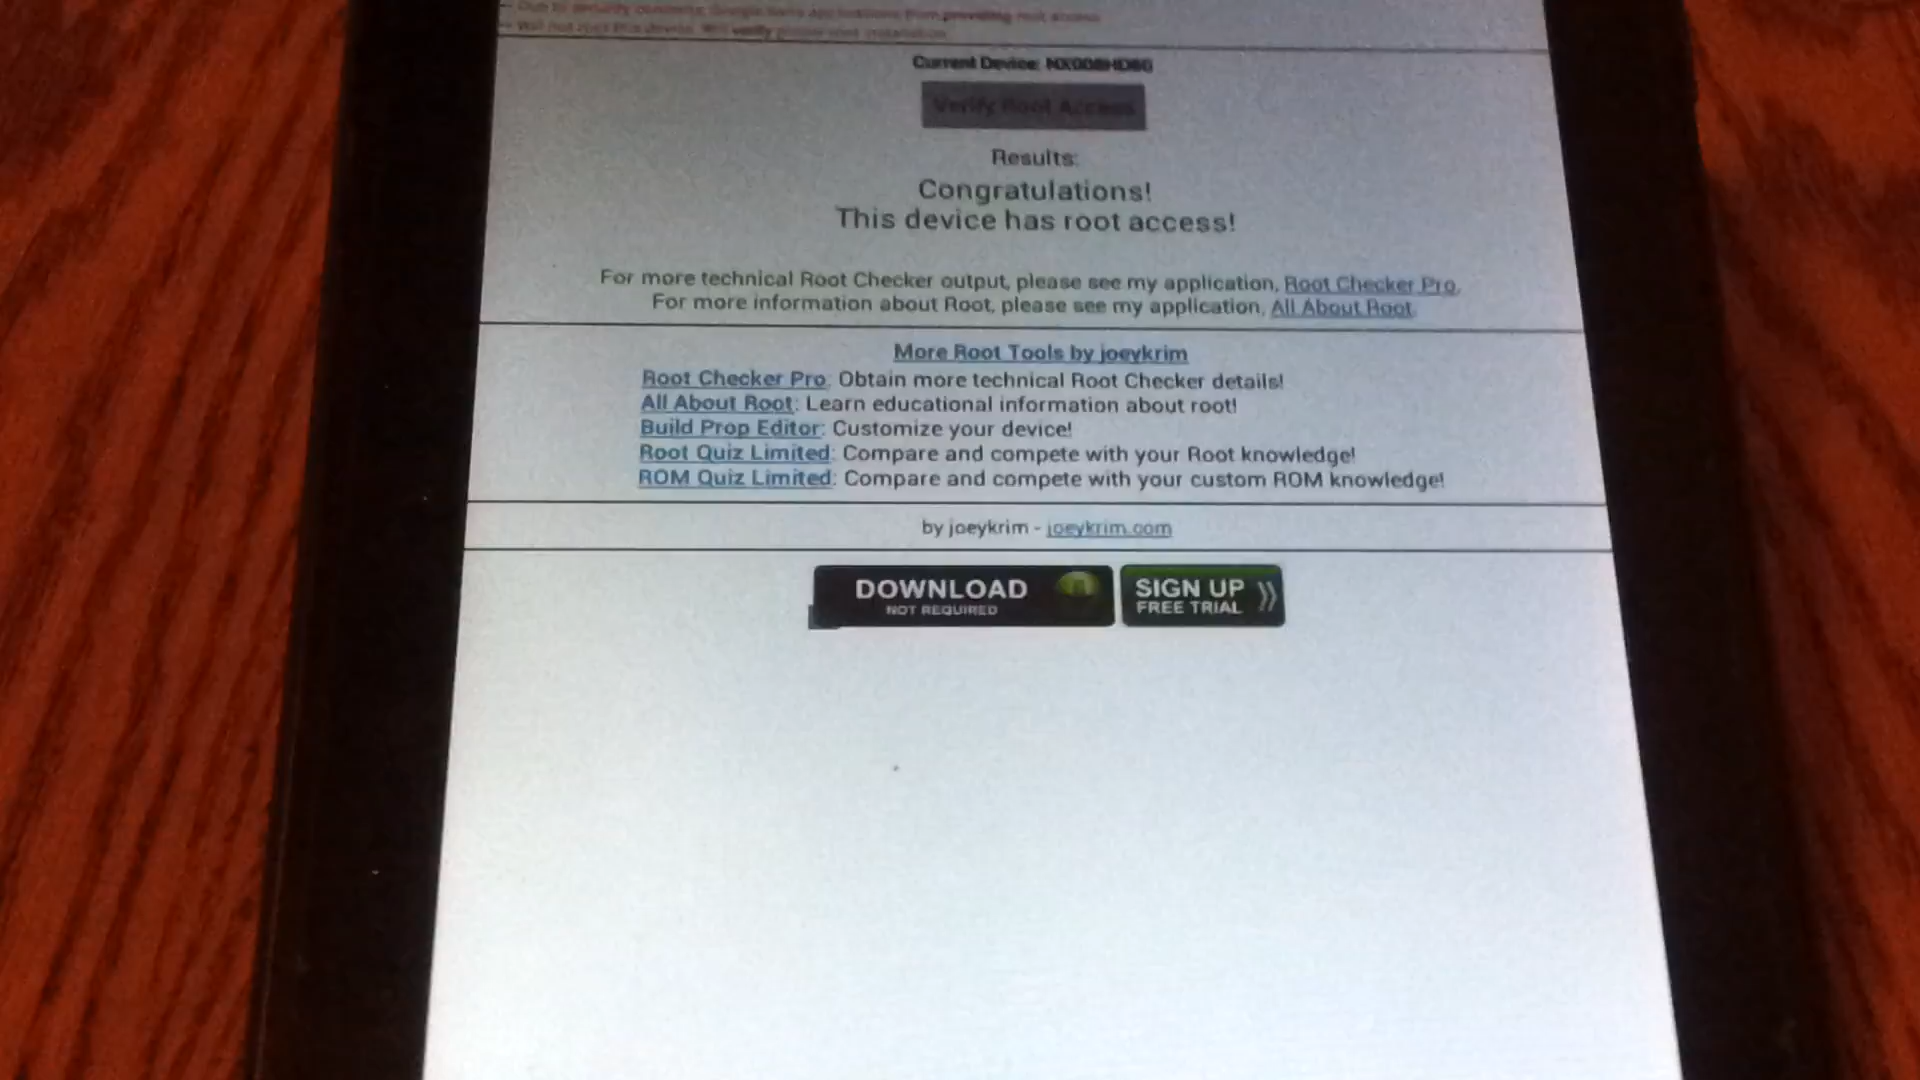 Current Device: NX008HD8G
Verify Root Access
Results:
Congratulations!
This device has root access!
For more technical Root Checker output, please see my application, Root Checker Pro.
For more information about Root, please see my application, All About Root.
More Root Tools by joeykrim
Root Checker Pro: Obtain more technical Root Checker details!
All About Root: Learn educational information about root!
Build Prop Editor: Customize your device!
Root Quiz Limited: Compare and compete with your Root knowledge!
ROM Quiz Limited: Compare and compete with your custom ROM knowledge!
by joeykrim - joeykrim.com
DOWNLOAD
NOT REQUIRED
SIGN UP
FREE TRIAL